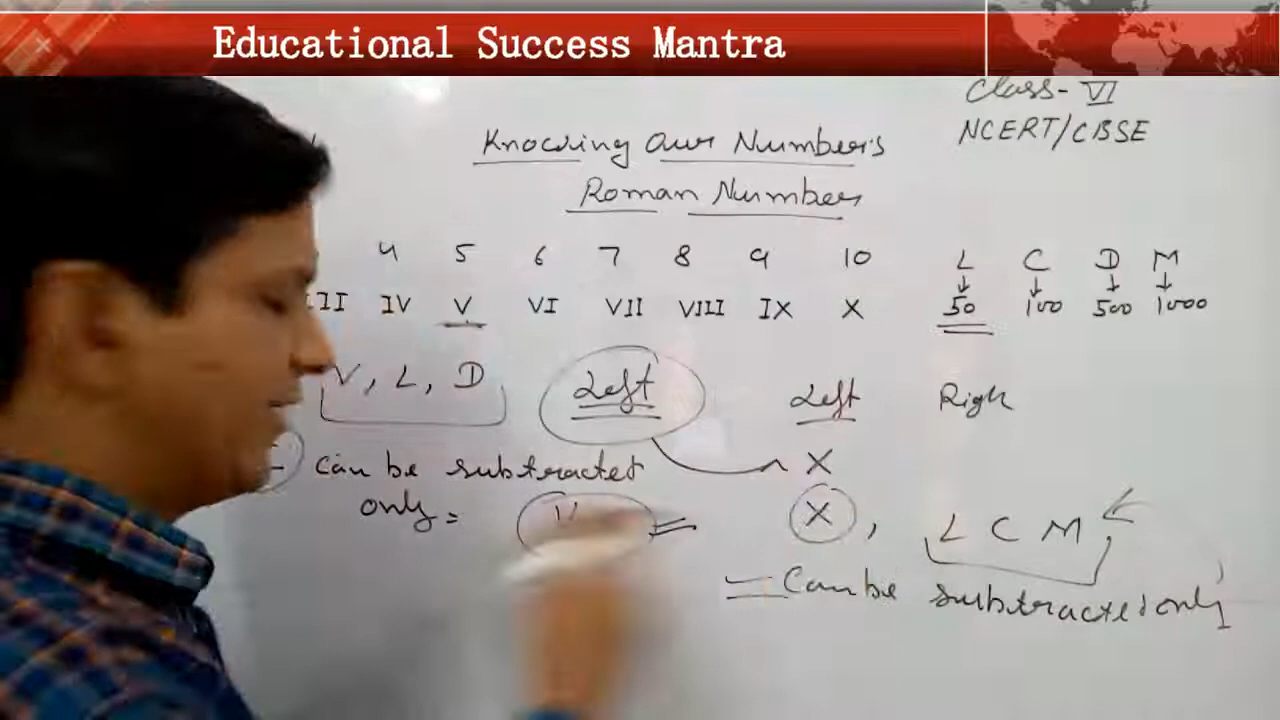 Educational Success Mantra
Class- VI
NCERT/CBSE
Knowing Our Numbers
Roman Numbers
4 5 6 7 8 9 10 L C D M
III IV V VI VII VIII IX X 50 100 500 1000
V, L, D Left Left Righ
can be subtracted X
only = X, L C M
Can be subtracted only